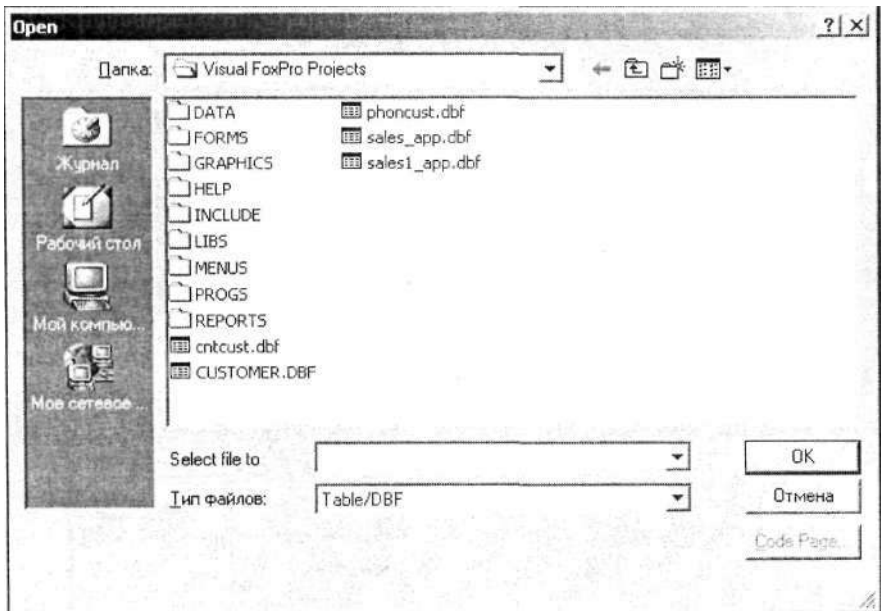 Open
Папка: Visual FoxPro Projects
DATA
FORMS
GRAPHICS
HELP
INCLUDE
LIBS
MENUS
PROGS
REPORTS
cntcust.dbf
CUSTOMER.DBF
phoncust.dbf
sales_app.dbf
sales1_app.dbf
Журнал
Рабочий стол
Мой компью...
Мое сетевое ...
Select file to
OK
Тип файлов: Table/DBF
Отмена
Code Page...